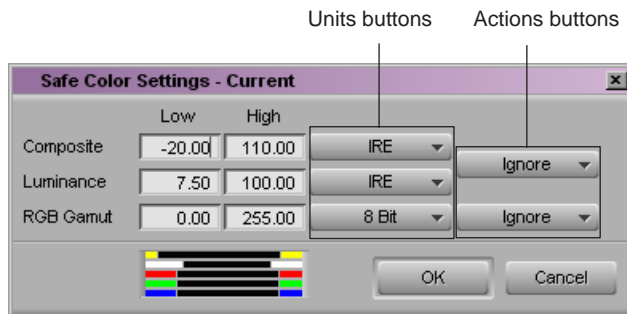 Units buttons Actions buttons
Safe Color Settings - Current
Low High
Composite -20.00 110.00 IRE Ignore
Luminance 7.50 100.00 IRE
RGB Gamut 0.00 255.00 8 Bit Ignore
OK Cancel